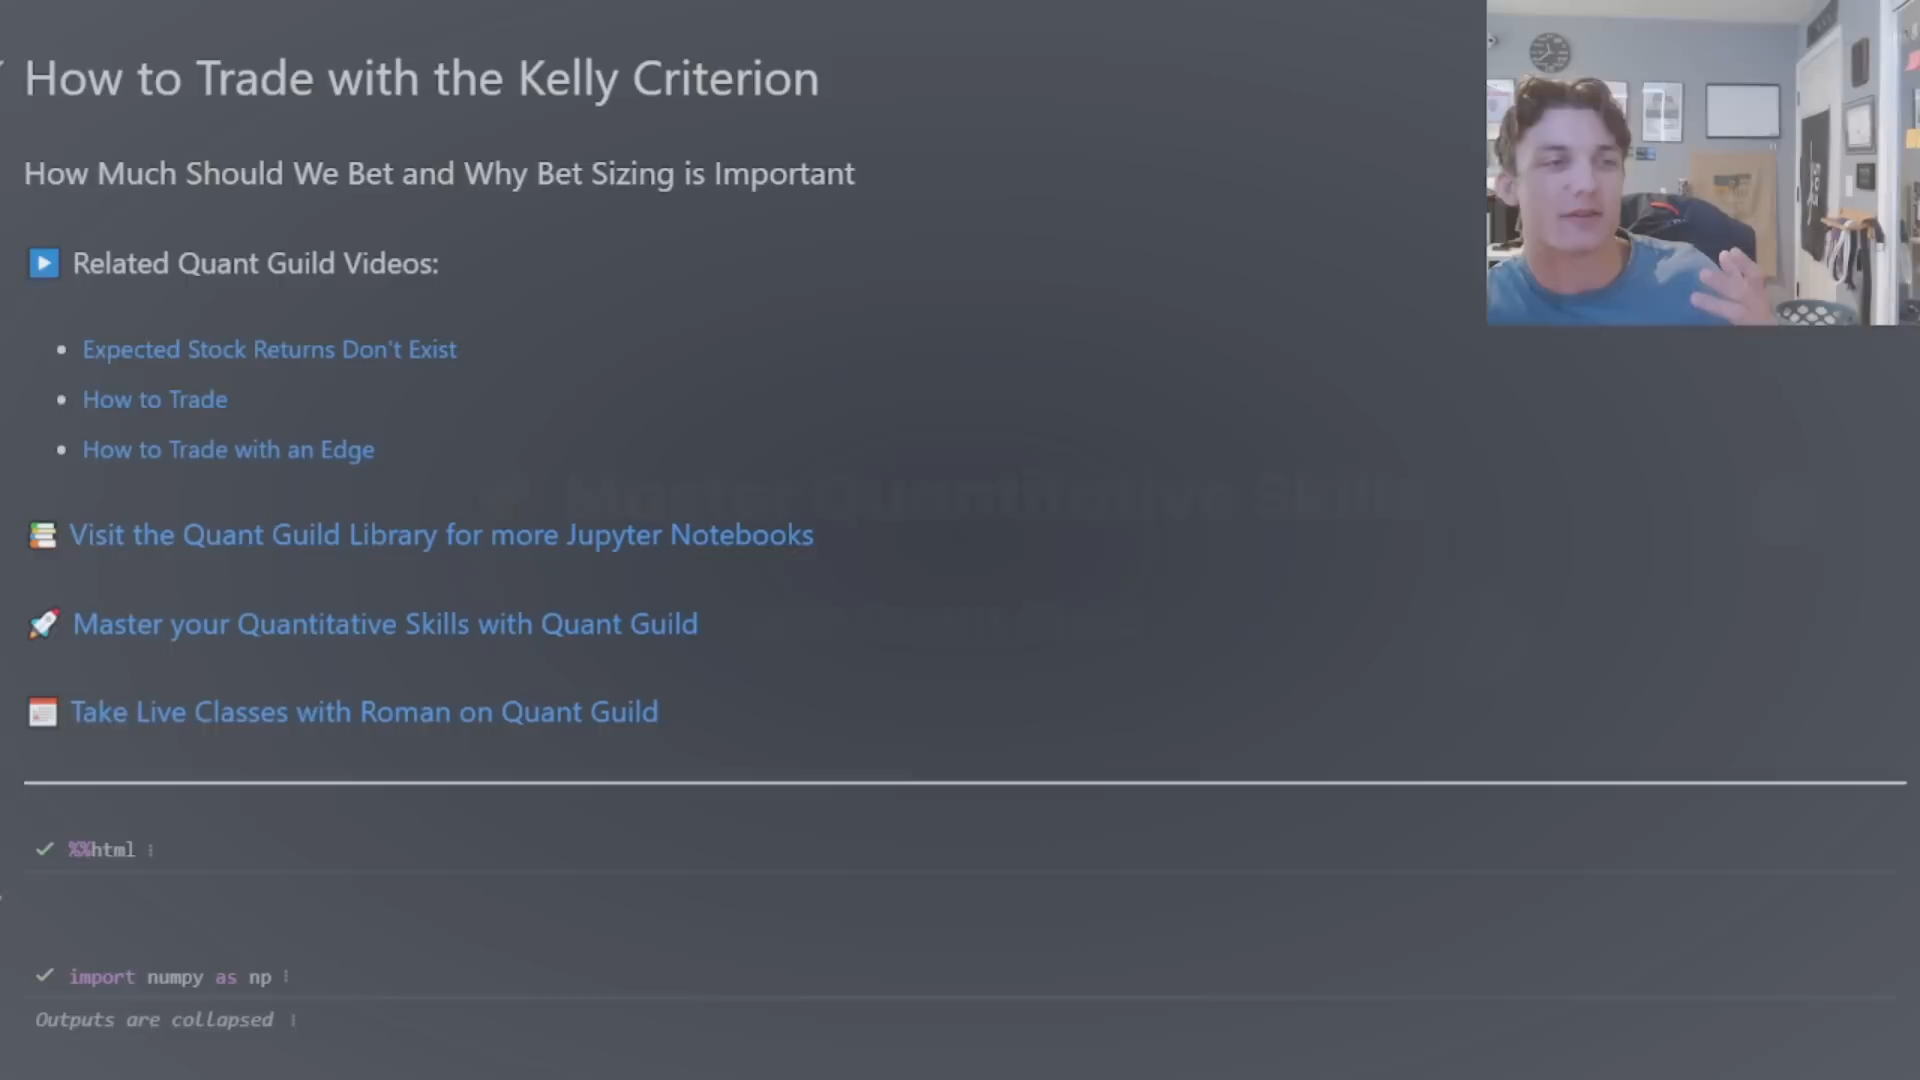 How to Trade with the Kelly Criterion
How Much Should We Bet and Why Bet Sizing is Important
Related Quant Guild Videos:
Expected Stock Returns Don't Exist
How to Trade
How to Trade with an Edge
Visit the Quant Guild Library for more Jupyter Notebooks
Master Quantitative Skills
Master your Quantitative Skills with Quant Guild
Take Live Classes with Roman on Quant Guild
%%html
import numpy as np
Outputs are collapsed